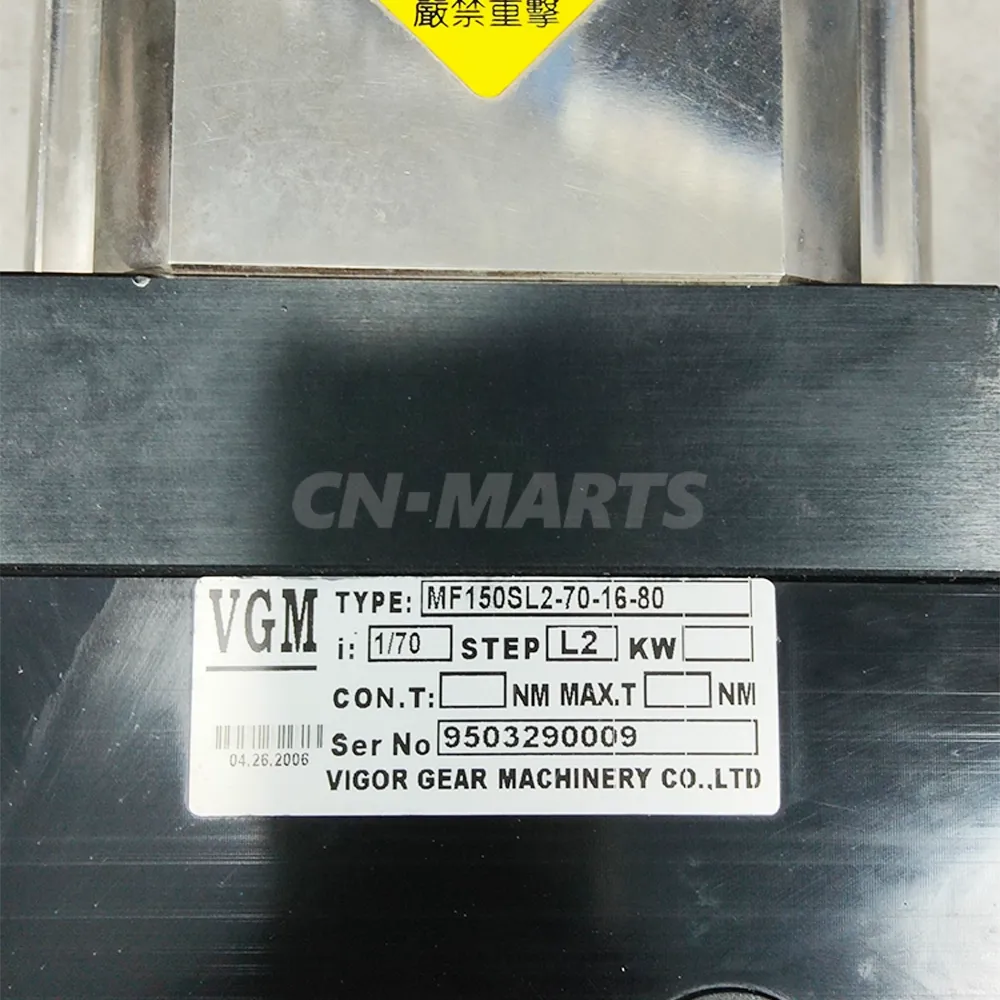 嚴禁重擊
CN-MARTS
VGM TYPE: MF150SL2-70-16-80
i: 1/70 STEP L2 KW
CON.T: NM MAX.T NM
Ser No 9503290009
04.26.2006
VIGOR GEAR MACHINERY CO.,LTD